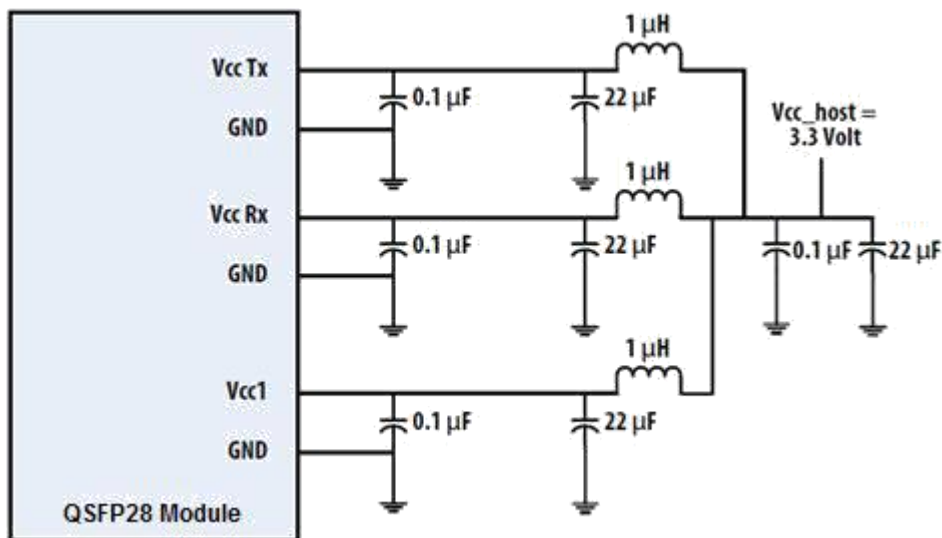 1 μH
Vcc Tx
0.1 μF
22 μF
GND
Vcc_host =
3.3 Volt
1 μH
Vcc Rx
0.1 μF
22 μF
0.1 μF
22 μF
GND
1 μH
Vcc1
0.1 μF
22 μF
GND
QSFP28 Module